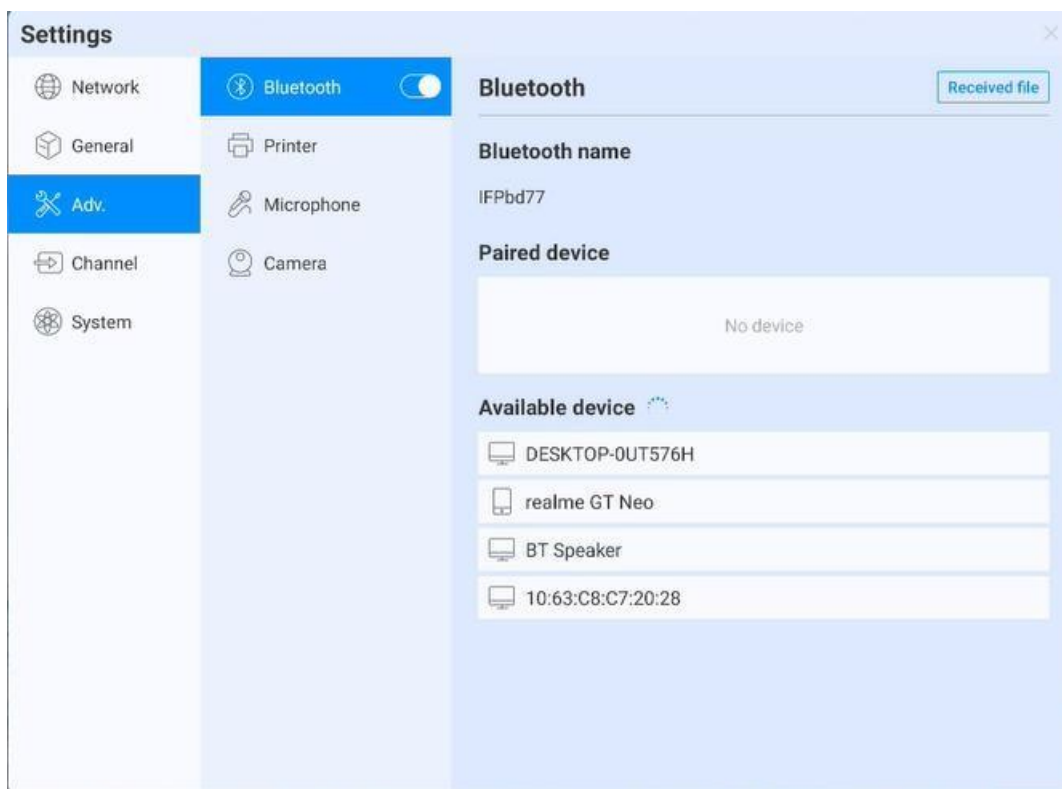 Settings
Network
General
Adv.
Channel
System
Bluetooth
Printer
Microphone
Camera
Bluetooth
Received file
Bluetooth name
IFPbd77
Paired device
No device
Available device
DESKTOP-0UT576H
realme GT Neo
BT Speaker
10:63:C8:C7:20:28